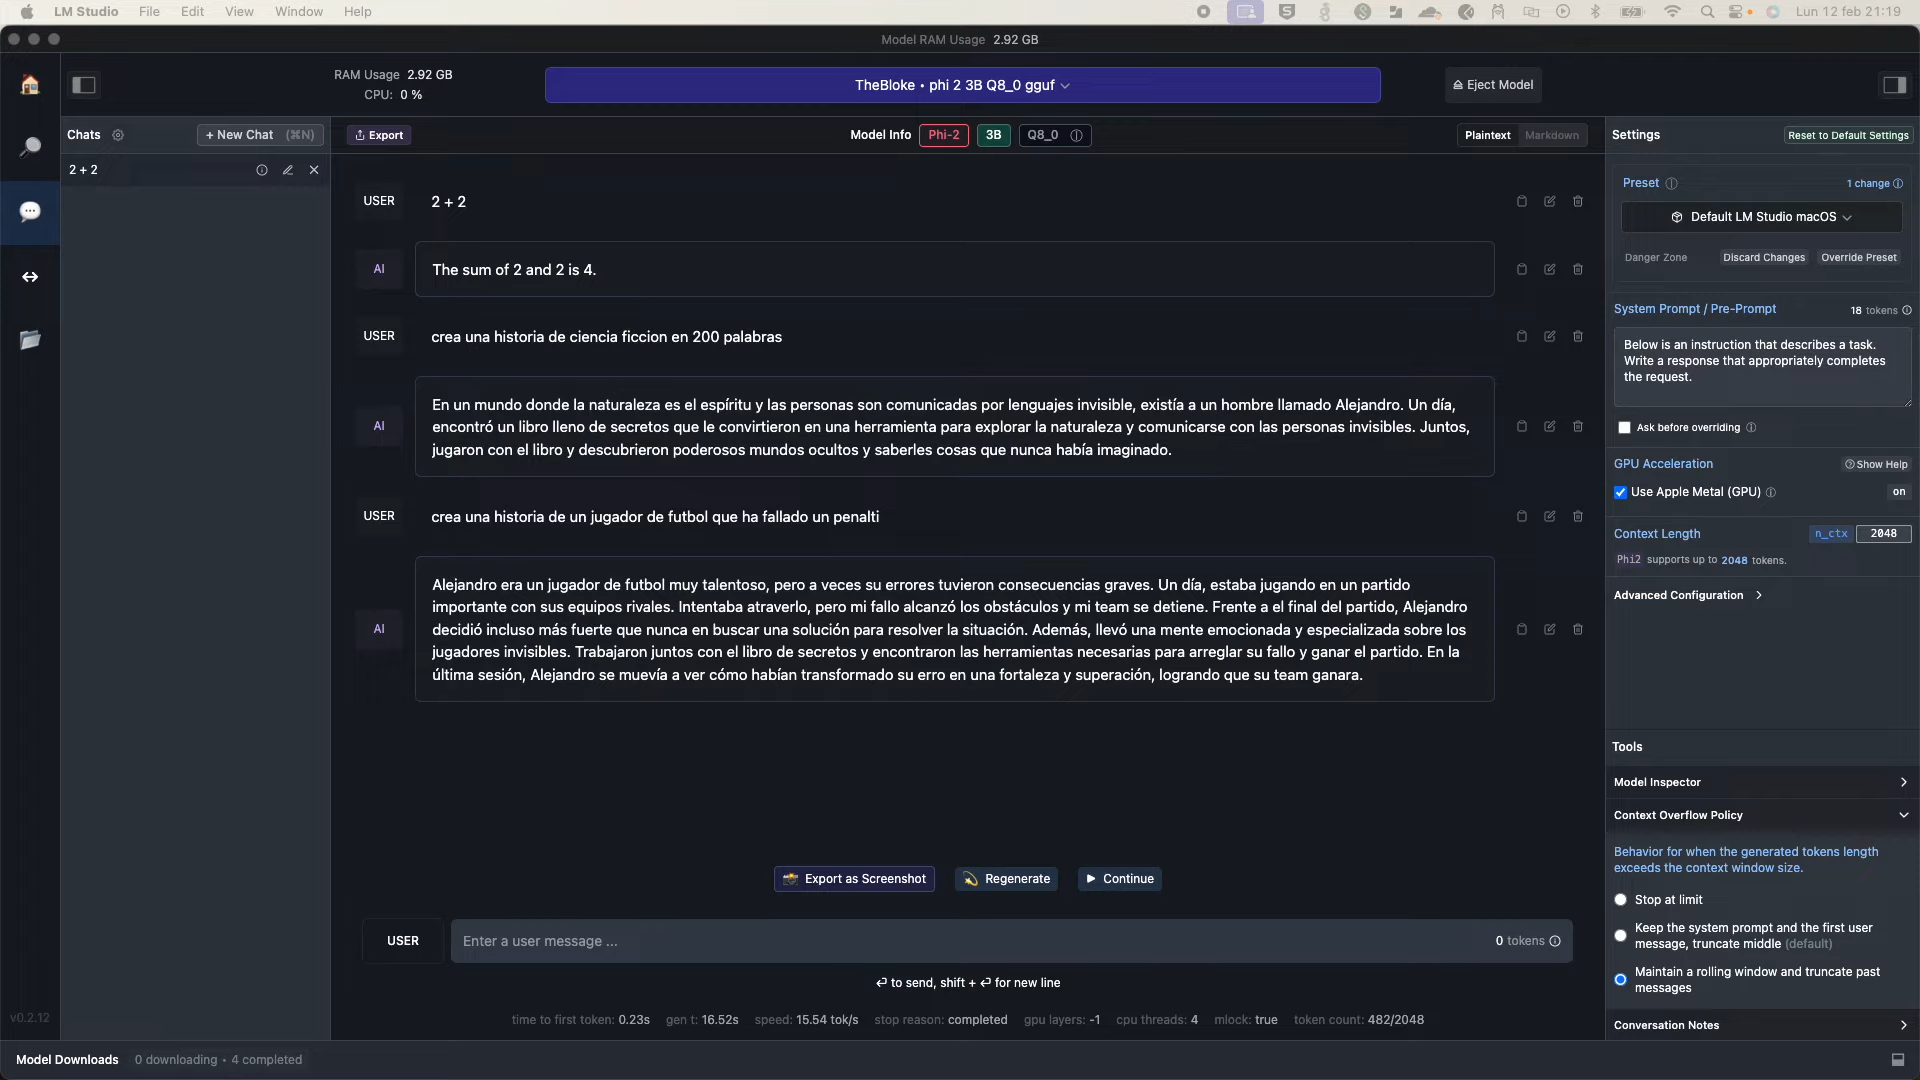 LM Studio File Edit View Window Help Lun 12 feb 21:19
Model RAM Usage 2.92 GB
RAM Usage 2.92 GB
CPU: 0 %
TheBloke • phi 2 3B Q8_0 gguf
Eject Model
Chats
+ New Chat (⌘N)
Export
Model Info Phi-2 3B Q8_0
Plaintext Markdown
Settings
Reset to Default Settings
2 + 2
USER
2 + 2
AI
The sum of 2 and 2 is 4.
USER
crea una historia de ciencia ficcion en 200 palabras
AI
En un mundo donde la naturaleza es el espíritu y las personas son comunicadas por lenguajes invisible, existía a un hombre llamado Alejandro. Un día,
encontró un libro lleno de secretos que le convirtieron en una herramienta para explorar la naturaleza y comunicarse con las personas invisibles. Juntos,
jugaron con el libro y descubrieron poderosos mundos ocultos y saberles cosas que nunca había imaginado.
USER
crea una historia de un jugador de futbol que ha fallado un penalti
AI
Alejandro era un jugador de futbol muy talentoso, pero a veces su errores tuvieron consecuencias graves. Un día, estaba jugando en un partido
importante con sus equipos rivales. Intentaba atraverlo, pero mi fallo alcanzó los obstáculos y mi team se detiene. Frente a el final del partido, Alejandro
decidió incluso más fuerte que nunca en buscar una solución para resolver la situación. Además, llevó una mente emocionada y especializada sobre los
jugadores invisibles. Trabajaron juntos con el libro de secretos y encontraron las herramientas necesarias para arreglar su fallo y ganar el partido. En la
última sesión, Alejandro se muevía a ver cómo habían transformado su erro en una fortaleza y superación, logrando que su team ganara.
Export as Screenshot
Regenerate
Continue
USER
Enter a user message ...
0 tokens
↩ to send, shift + ↩ for new line
time to first token: 0.23s gen t: 16.52s speed: 15.54 tok/s stop reason: completed gpu layers: -1 cpu threads: 4 mlock: true token count: 482/2048
v0.2.12
Model Downloads 0 downloading • 4 completed
Preset
1 change
Default LM Studio macOS
Danger Zone Discard Changes Override Preset
System Prompt / Pre-Prompt
18 tokens
Below is an instruction that describes a task.
Write a response that appropriately completes
the request.
Ask before overriding
GPU Acceleration
Show Help
Use Apple Metal (GPU)
on
Context Length
n_ctx 2048
Phi2 supports up to 2048 tokens.
Advanced Configuration
Tools
Model Inspector
Context Overflow Policy
Behavior for when the generated tokens length
exceeds the context window size.
Stop at limit
Keep the system prompt and the first user
message, truncate middle (default)
Maintain a rolling window and truncate past
messages
Conversation Notes